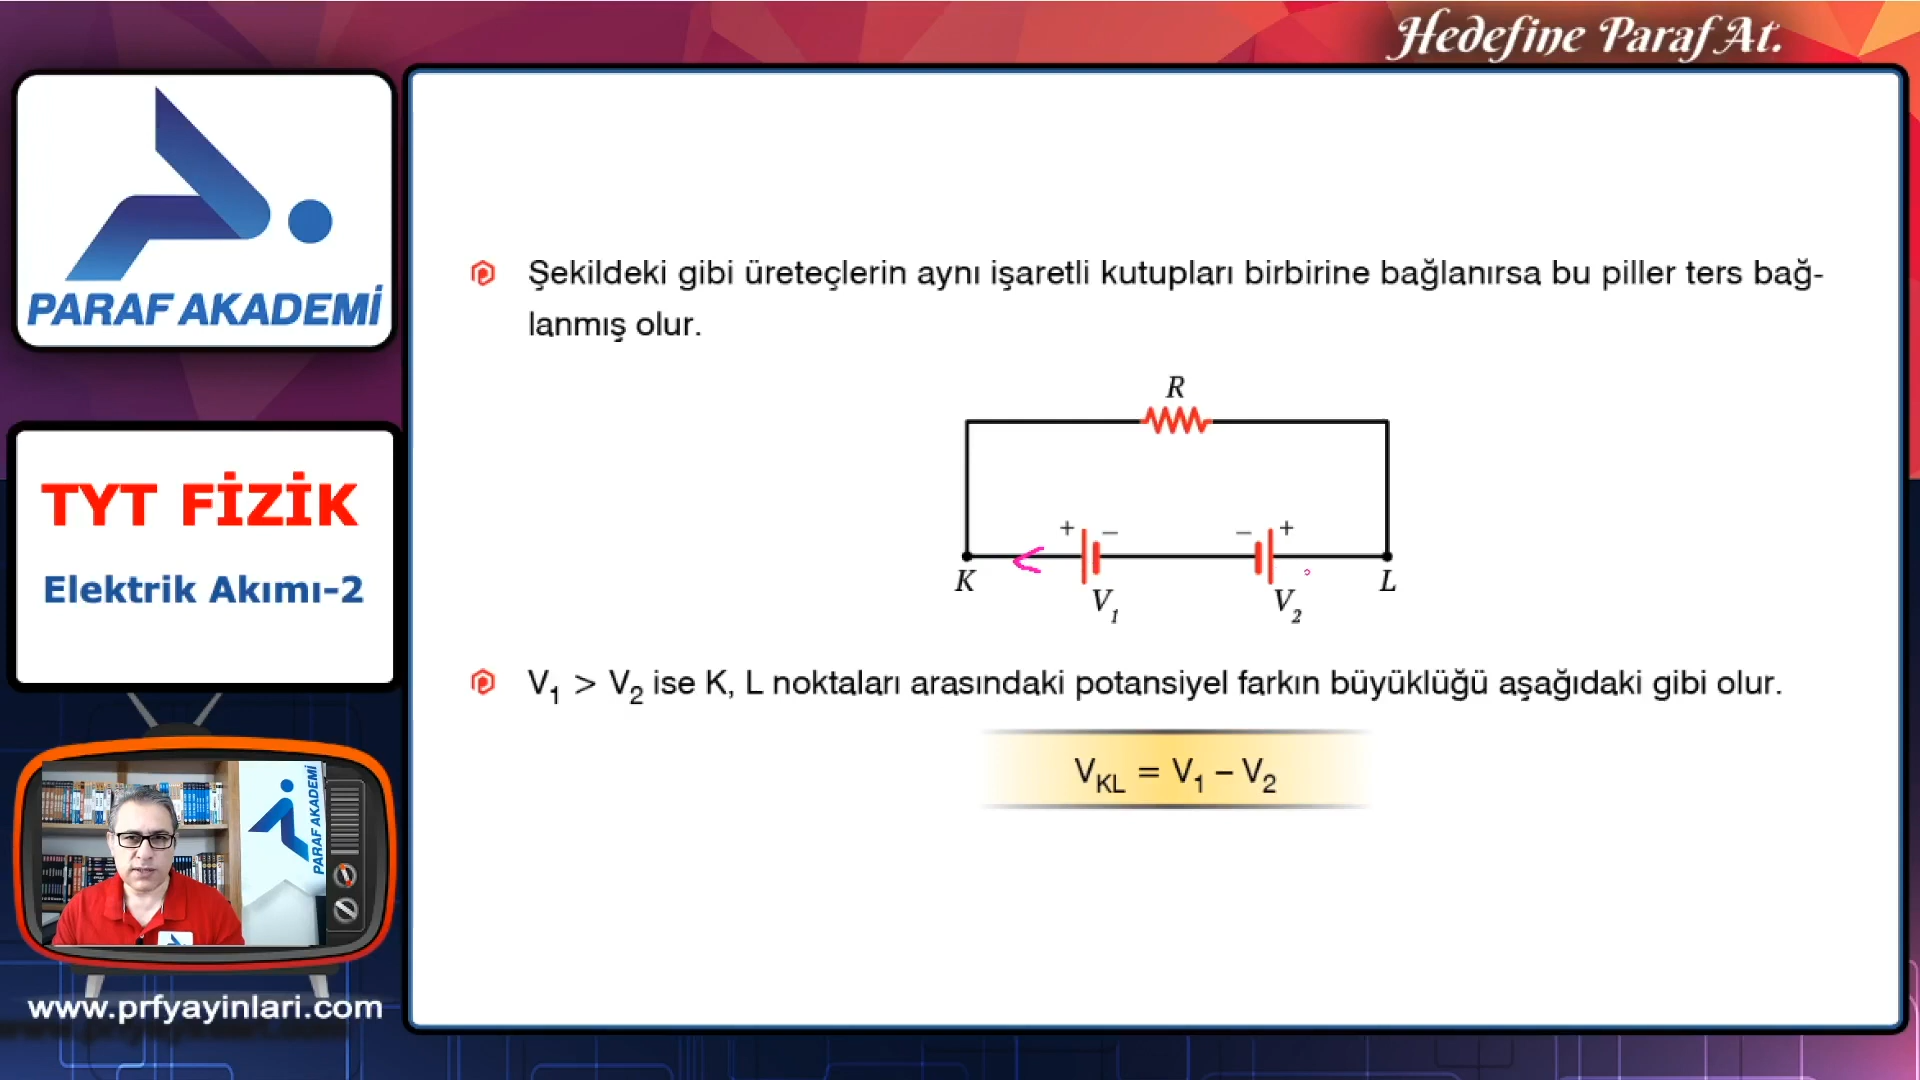 Hedefine Paraf At.
PARAF AKADEMİ
TYT FİZİK
Elektrik Akımı-2
PARAF AKADEMİ
www.prfyayinlari.com
Şekildeki gibi üreteçlerin aynı işaretli kutupları birbirine bağlanırsa bu piller ters bağ-
lanmış olur.
R
+ – – +
K L
V1 V2
V1 > V2 ise K, L noktaları arasındaki potansiyel farkın büyüklüğü aşağıdaki gibi olur.
VKL = V1 – V2